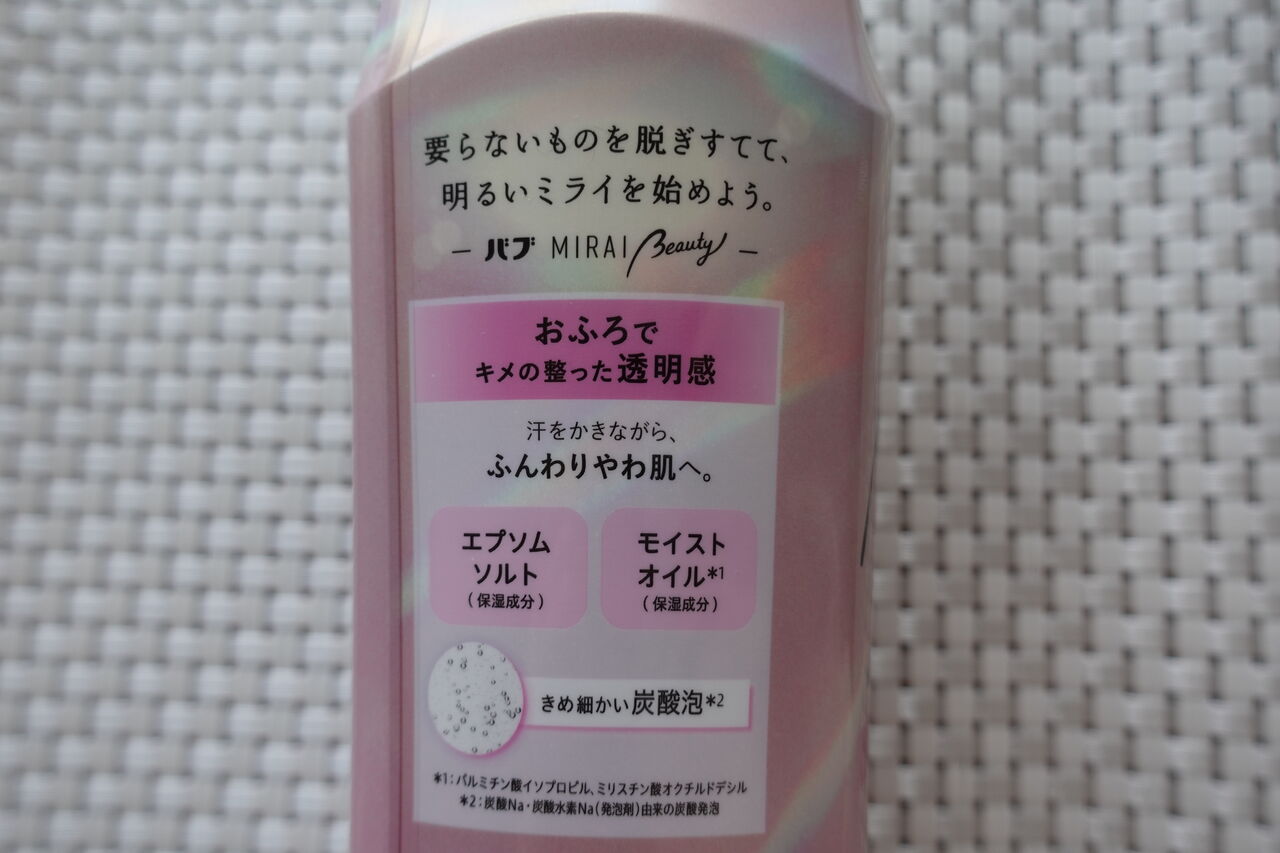 要らないものを脱ぎすてて、
明るいミライを始めよう。
– バブ MIRAI Beauty –
おふろで
キメの整った透明感
汗をかきながら、
ふんわりやわ肌へ。
エプソム
ソルト
（保湿成分）
モイスト
オイル*1
（保湿成分）
きめ細かい炭酸泡*2
*1：パルミチン酸イソプロピル、ミリスチン酸オクチルドデシル
*2：炭酸Na・炭酸水素Na（発泡剤）由来の炭酸発泡